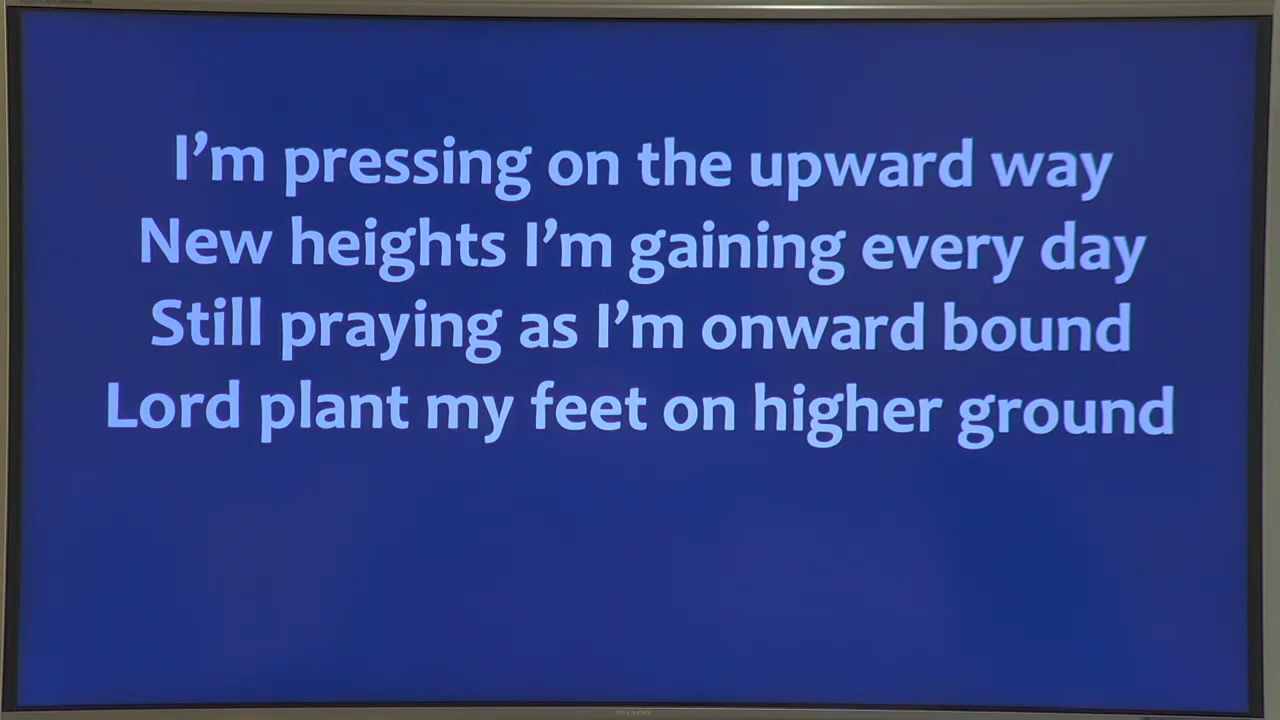 I'm pressing on the upward way
New heights I'm gaining every day
Still praying as I'm onward bound
Lord plant my feet on higher ground
SHARP